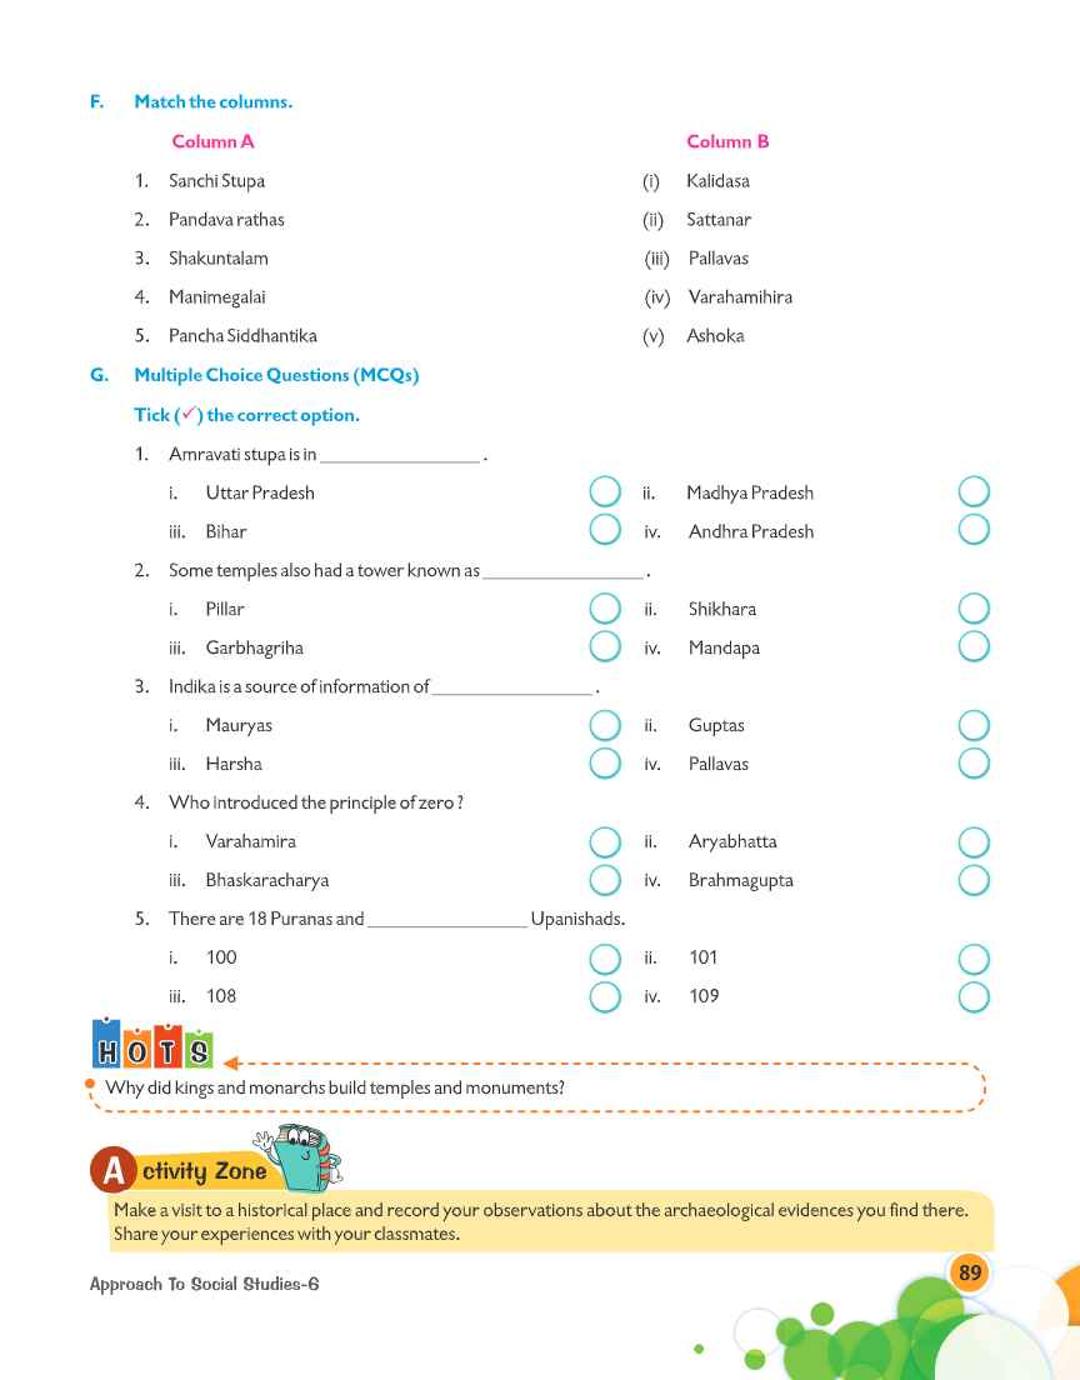 F. Match the columns.
Column A Column B
1. Sanchi Stupa (i) Kalidasa
2. Pandava rathas (ii) Sattanar
3. Shakuntalam (iii) Pallavas
4. Manimegalai (iv) Varahamihira
5. Pancha Siddhantika (v) Ashoka
G. Multiple Choice Questions (MCQs)
Tick (✓) the correct option.
1. Amravati stupa is in ________________ .
i. Uttar Pradesh ii. Madhya Pradesh
iii. Bihar iv. Andhra Pradesh
2. Some temples also had a tower known as ________________ .
i. Pillar ii. Shikhara
iii. Garbhagriha iv. Mandapa
3. Indika is a source of information of ________________ .
i. Mauryas ii. Guptas
iii. Harsha iv. Pallavas
4. Who introduced the principle of zero ?
i. Varahamira ii. Aryabhatta
iii. Bhaskaracharya iv. Brahmagupta
5. There are 18 Puranas and ________________ Upanishads.
i. 100 ii. 101
iii. 108 iv. 109
HOTS
Why did kings and monarchs build temples and monuments?
Activity Zone
Make a visit to a historical place and record your observations about the archaeological evidences you find there.
Share your experiences with your classmates.
89
Approach To Social Studies-6